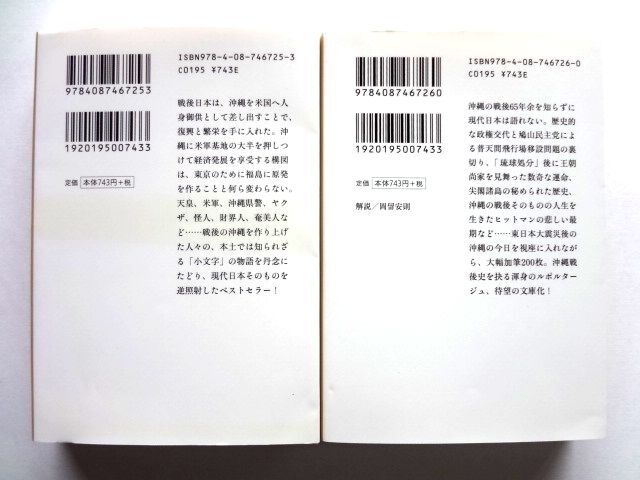 ISBN978-4-08-746725-3
C0195 ¥743E
9784087467253
1920195007433
定価 本体743円+税
戦後日本は、沖縄を米国へ人
身御供として差し出すことで、
復興と繁栄を手に入れた。沖
縄に米軍基地の大半を押しつ
けて経済発展を享受する構図
は、東京のために福島に原発
を作ることと何ら変わらない。
天皇、米軍、沖縄県警、ヤク
ザ、怪人、財界人、奄美人な
ど……戦後の沖縄を作り上げ
た人々の、本土では知られざ
る「小文字」の物語を丹念に
たどり、現代日本そのものを
逆照射したベストセラー!
ISBN978-4-08-746726-0
C0195 ¥743E
9784087467260
1920195007433
定価 本体743円+税
解説/岡留安則
沖縄の戦後65年余を知らずに
現代日本は語れない。歴史的
な政権交代と鳩山民主党による
普天間飛行場移設問題の裏
切り、「琉球処分」後に王朝
尚家を見舞った数奇な運命、
尖閣諸島の秘められた歴史、
沖縄の戦後そのものの人生を
生きたヒットマンの悲しい最
期など……東日本大震災後の
沖縄の今日を視座に入れなが
ら、大幅加筆200枚。沖縄戦
後史を抉る渾身のルポルター
ジュ、待望の文庫化!